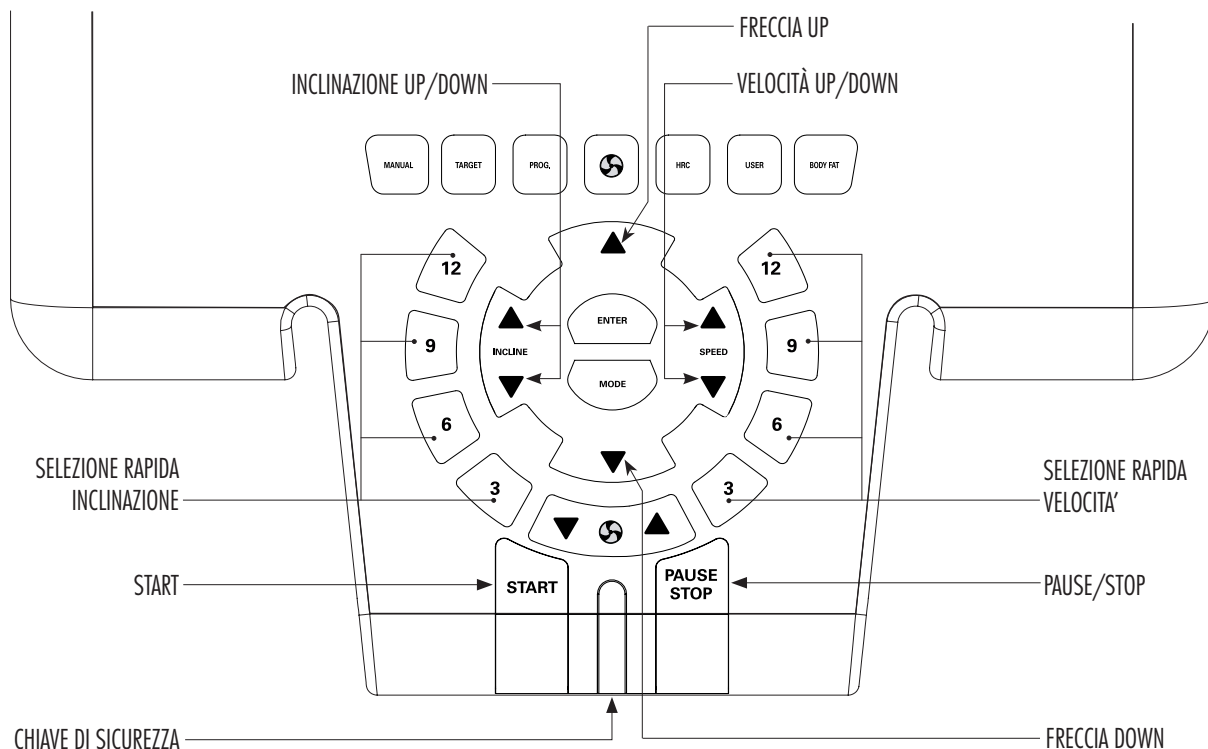 FRECCIA UP
INCLINAZIONE UP/DOWN
VELOCITÀ UP/DOWN
MANUAL
TARGET
PROG.
HRC
USER
BODY FAT
12
12
ENTER
9
INCLINE
SPEED
9
MODE
6
6
SELEZIONE RAPIDA
INCLINAZIONE
3
3
SELEZIONE RAPIDA
VELOCITA’
START
START
PAUSE
STOP
PAUSE/STOP
CHIAVE DI SICUREZZA
FRECCIA DOWN